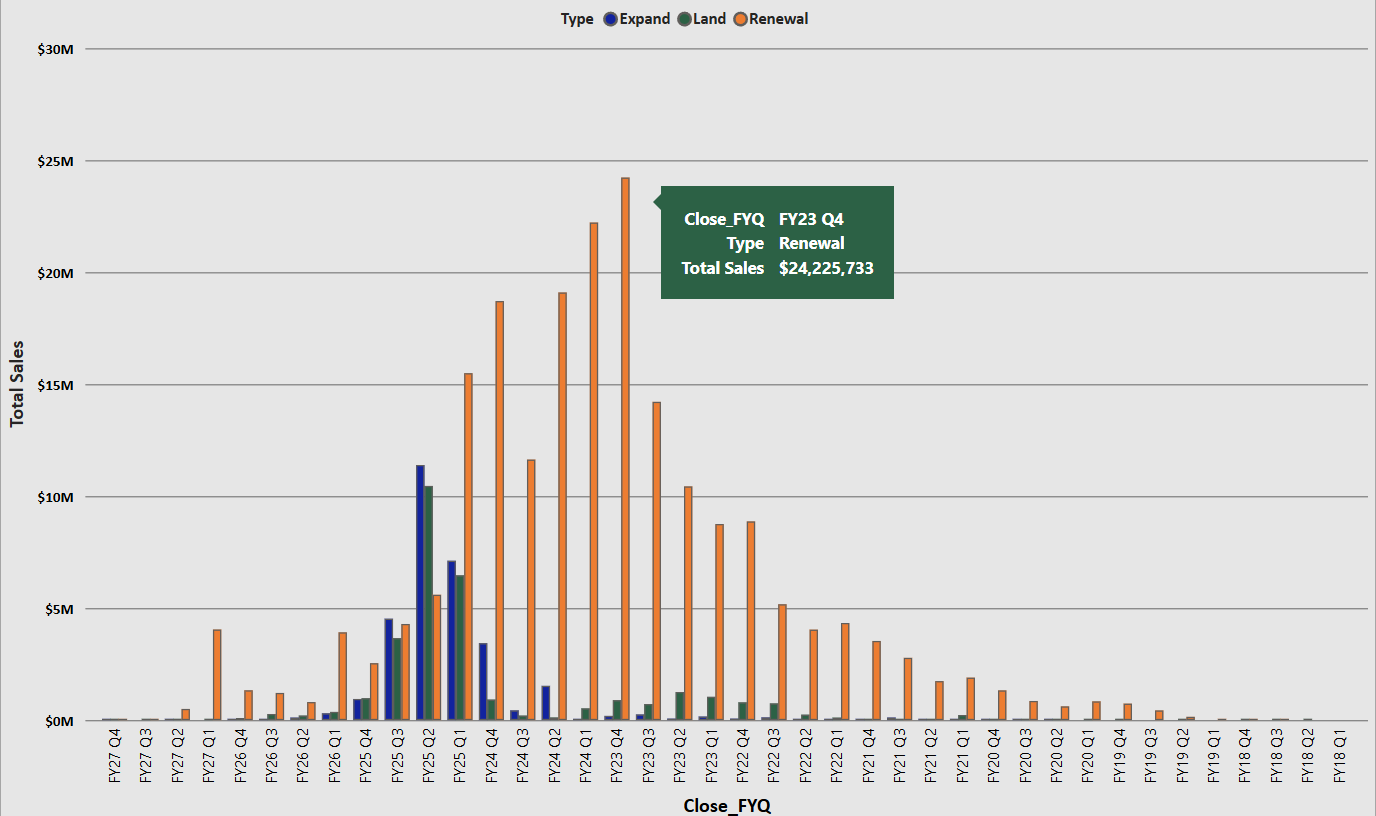 Type Expand Land Renewal
$30M
$25M
$20M
$15M
$10M
$5M
$0M
Total Sales
Close_FYQ FY23 Q4
Type Renewal
Total Sales $24,225,733
FY27 Q4
FY27 Q3
FY27 Q2
FY27 Q1
FY26 Q4
FY26 Q3
FY26 Q2
FY26 Q1
FY25 Q4
FY25 Q3
FY25 Q2
FY25 Q1
FY24 Q4
FY24 Q3
FY24 Q2
FY24 Q1
FY23 Q4
FY23 Q3
FY23 Q2
FY23 Q1
FY22 Q4
FY22 Q3
FY22 Q2
FY22 Q1
FY21 Q4
FY21 Q3
FY21 Q2
FY21 Q1
FY20 Q4
FY20 Q3
FY20 Q2
FY20 Q1
FY19 Q4
FY19 Q3
FY19 Q2
FY19 Q1
FY18 Q4
FY18 Q3
FY18 Q2
FY18 Q1
Close_FYQ